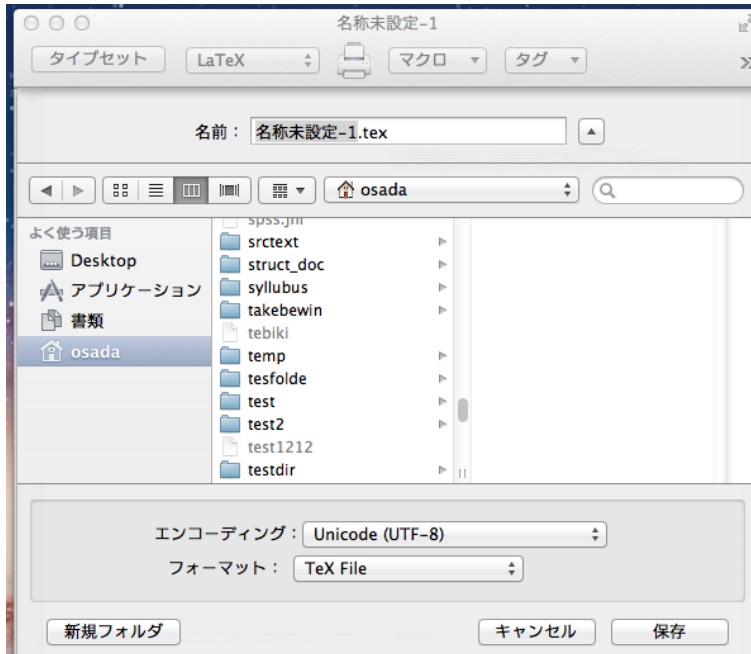 名称未設定-1
タイプセット LaTeX マクロ タグ
名前： 名称未設定-1.tex
osada
よく使う項目
Desktop
アプリケーション
書類
osada
spss.jnl
srctext
struct_doc
syllubus
takebewin
tebiki
temp
tesfolde
test
test2
test1212
testdir
エンコーディング： Unicode (UTF-8)
フォーマット： TeX File
新規フォルダ キャンセル 保存